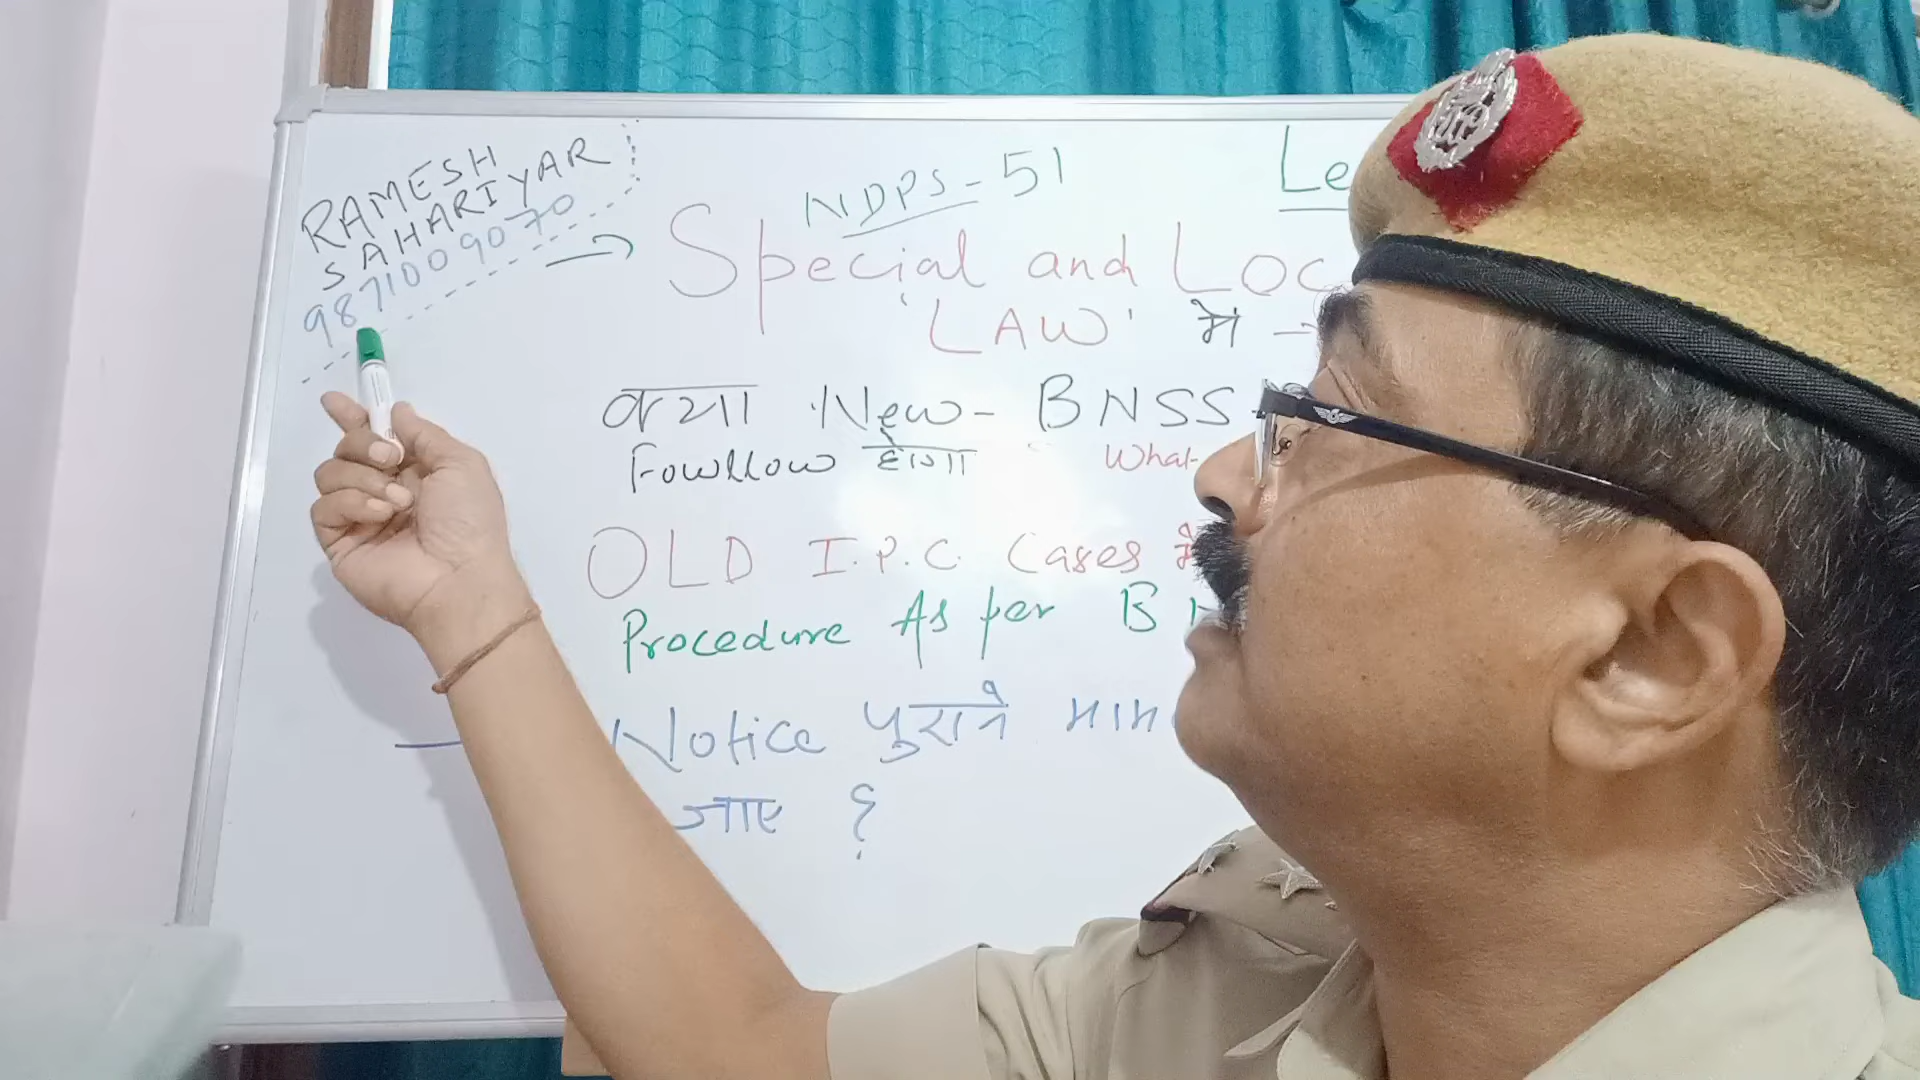 RAMESH
SAHARIYAR
9871009070
NDPS - 51
Le
Special and Loc
'LAW' में →
क्या New - BNSS
Fowllow होगा What
OLD I.P.C. Cases में
Procedure As per B N
Notice पुराने माम
जाए ?